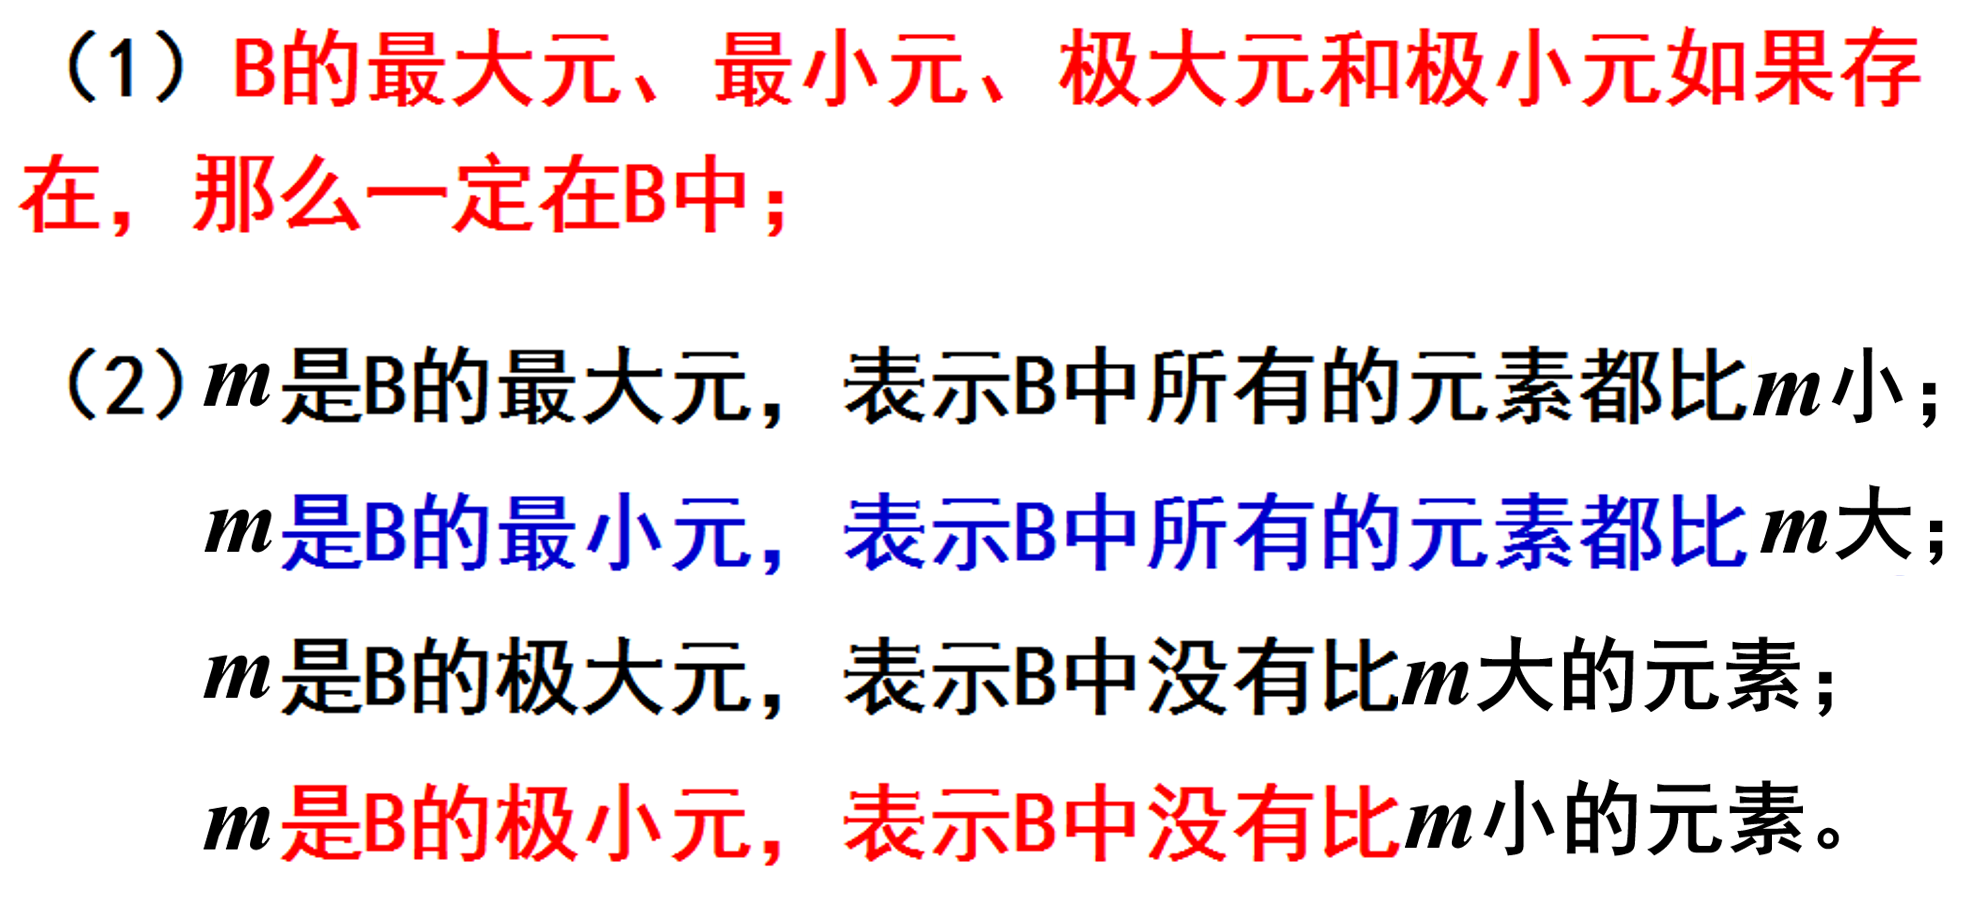 （1）B的最大元、最小元、极大元和极小元如果存
在，那么一定在B中；
（2）m是B的最大元，表示B中所有的元素都比m小；
m是B的最小元，表示B中所有的元素都比m大；
m是B的极大元，表示B中没有比m大的元素；
m是B的极小元，表示B中没有比m小的元素。